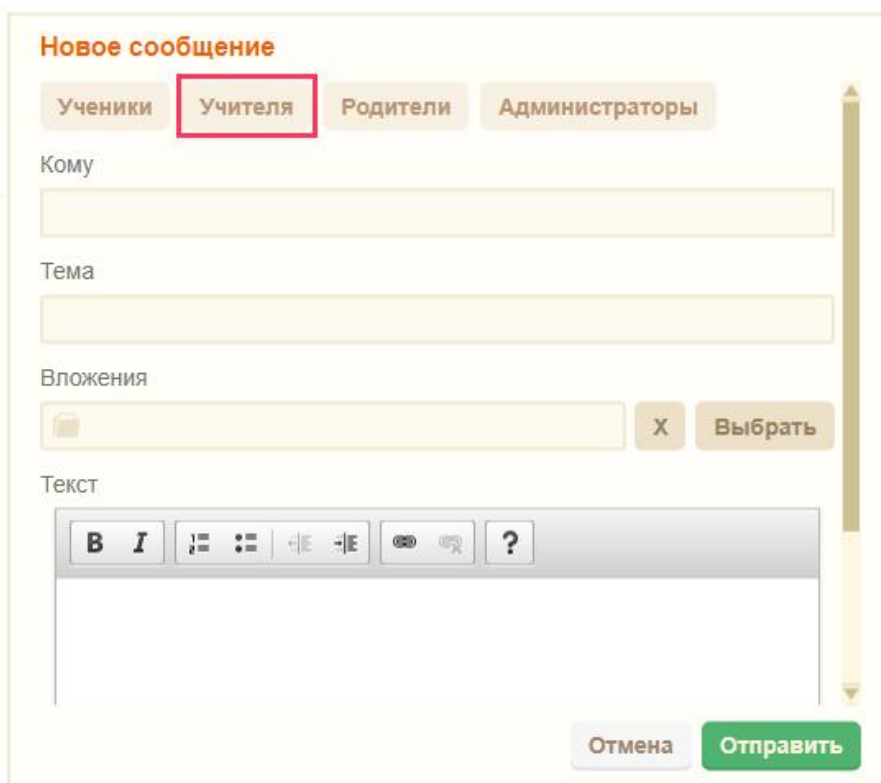 Новое сообщение
Ученики Учителя Родители Администраторы
Кому
Тема
Вложения
X Выбрать
Текст
B I ?
Отмена Отправить